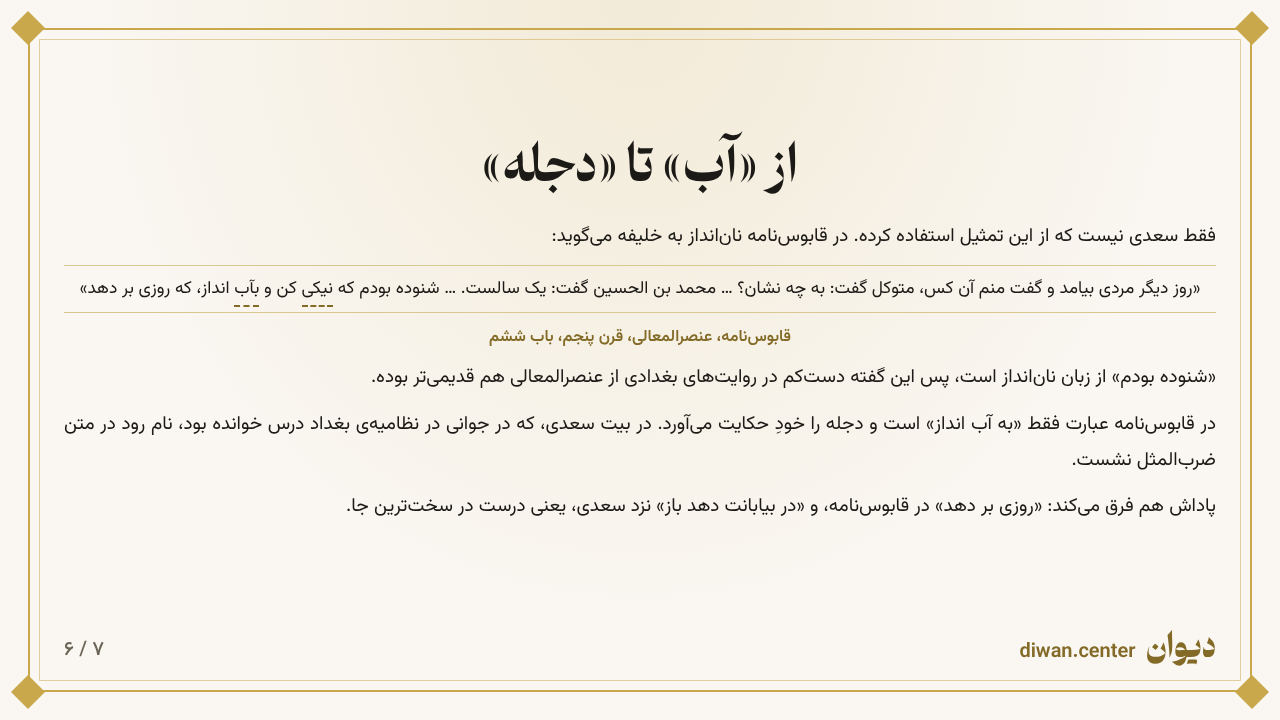 از «آب» تا «دجله»
فقط سعدی نیست که از این تمثیل استفاده کرده. در قابوس‌نامه نان‌انداز به خلیفه می‌گوید:
«روز دیگر مردی بیامد و گفت منم آن کس، متوکل گفت: به چه نشان؟ … محمد بن الحسین گفت: یک سالست. … شنوده بودم که نیکی کن و بآب انداز، که روزی بر دهد»
قابوس‌نامه، عنصرالمعالی، قرن پنجم، باب ششم
«شنوده بودم» از زبان نان‌انداز است، پس این گفته دست‌کم در روایت‌های بغدادی از عنصرالمعالی هم قدیمی‌تر بوده.
در قابوس‌نامه عبارت فقط «به آب انداز» است و دجله را خودِ حکایت می‌آورد. در بیت سعدی، که در جوانی در نظامیه‌ی بغداد درس خوانده بود، نام رود در متن
ضرب‌المثل نشست.
پاداش هم فرق می‌کند: «روزی بر دهد» در قابوس‌نامه، و «در بیابانت دهد باز» نزد سعدی، یعنی درست در سخت‌ترین جا.
دیوان diwan.center
۶ / ۷